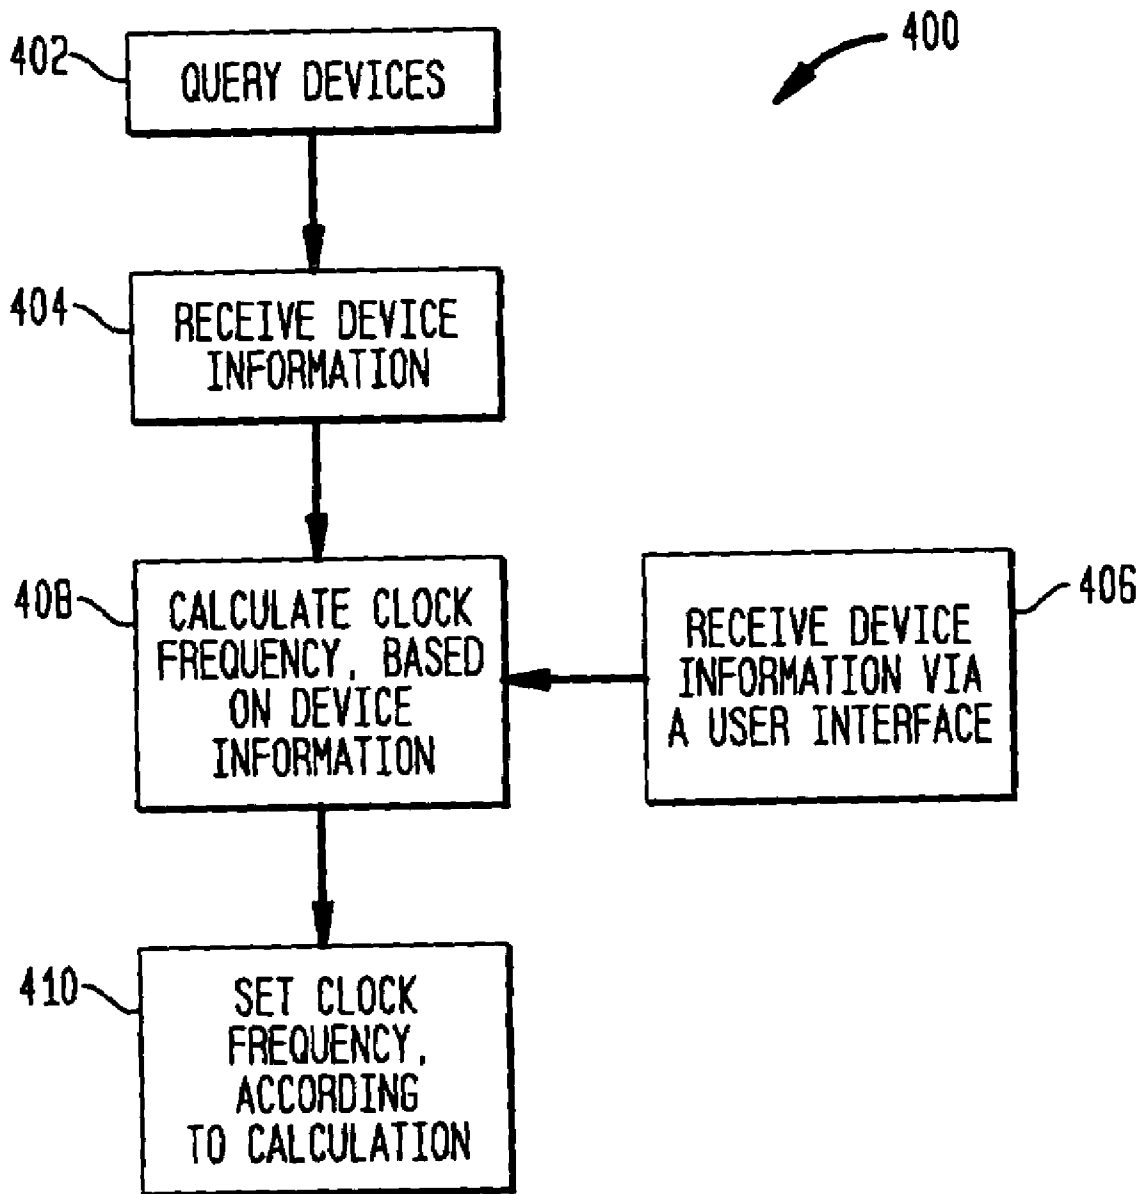 400
402
QUERY DEVICES
404
RECEIVE DEVICE
INFORMATION
408
CALCULATE CLOCK
FREQUENCY, BASED
ON DEVICE
INFORMATION
406
RECEIVE DEVICE
INFORMATION VIA
A USER INTERFACE
410
SET CLOCK
FREQUENCY,
ACCORDING
TO CALCULATION